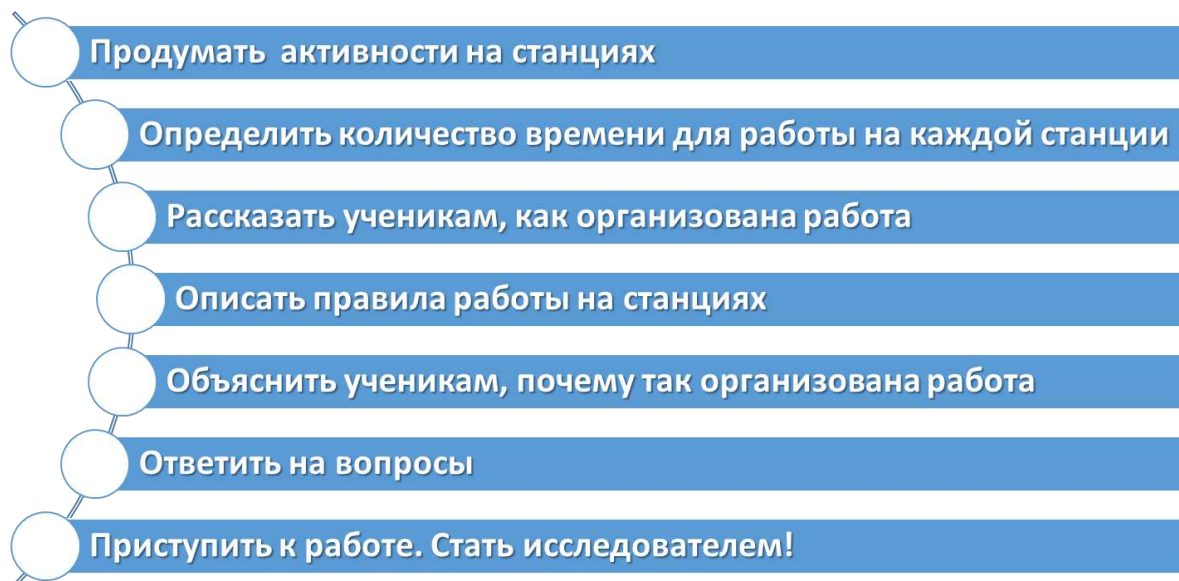 Продумать активности на станциях
Определить количество времени для работы на каждой станции
Рассказать ученикам, как организована работа
Описать правила работы на станциях
Объяснить ученикам, почему так организована работа
Ответить на вопросы
Приступить к работе. Стать исследователем!